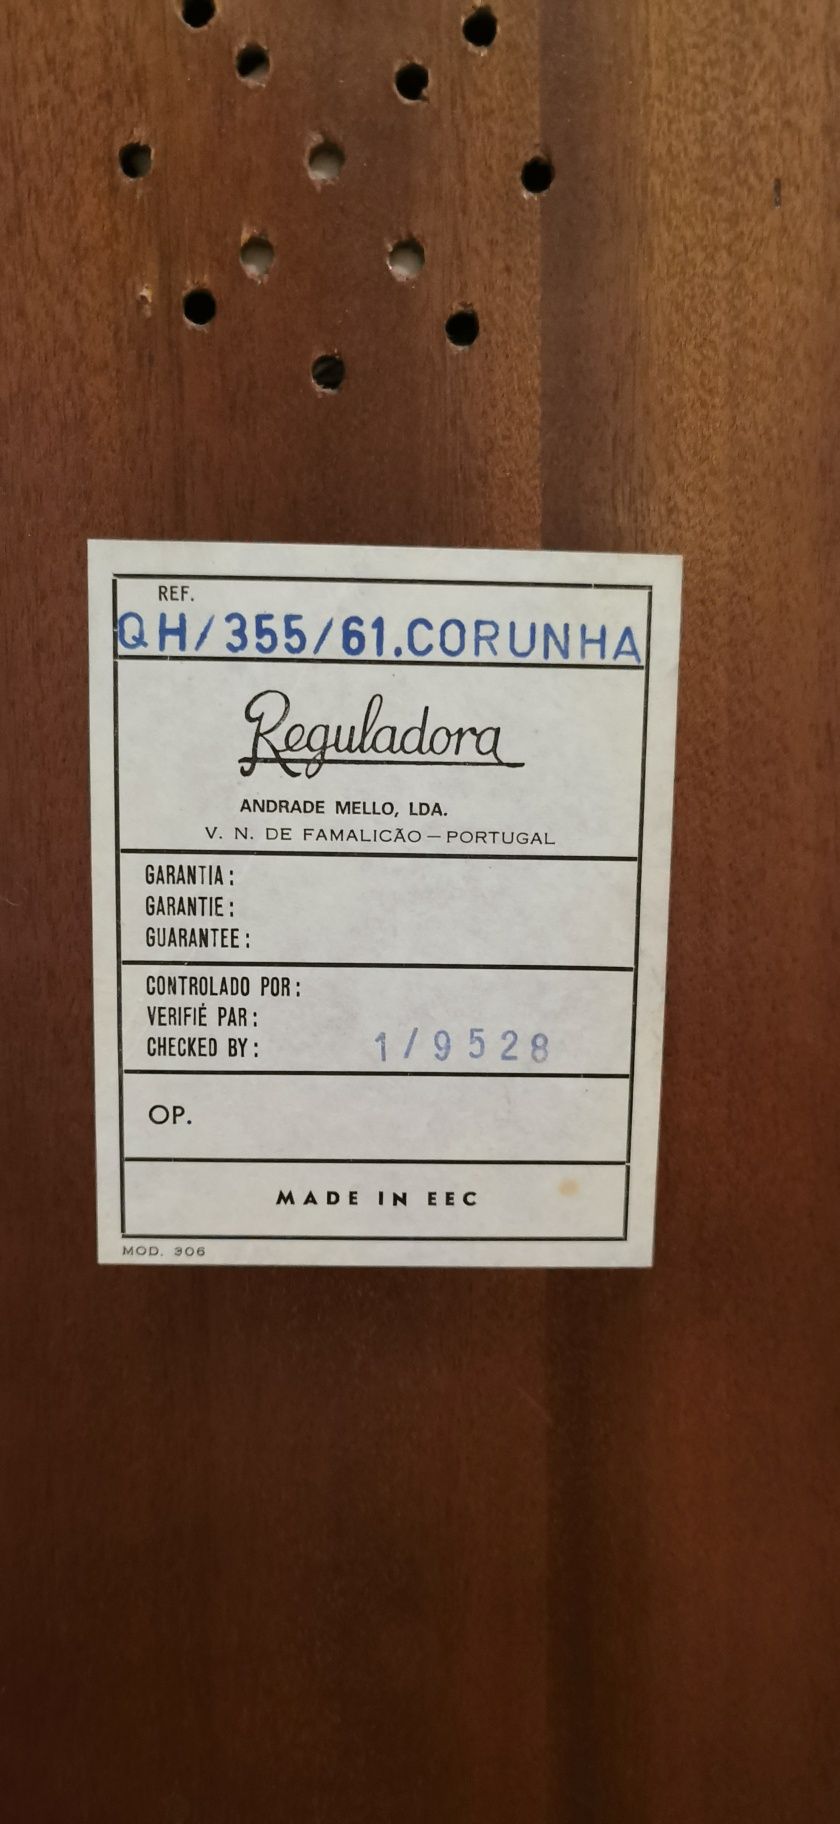 REF.
QH/355/61.CORUNHA
Reguladora
ANDRADE MELLO, LDA.
V. N. DE FAMALICÃO — PORTUGAL
GARANTIA:
GARANTIE:
GUARANTEE:
CONTROLADO POR:
VERIFIÉ PAR:
CHECKED BY: 1/9528
OP.
MADE IN EEC
MOD. 306